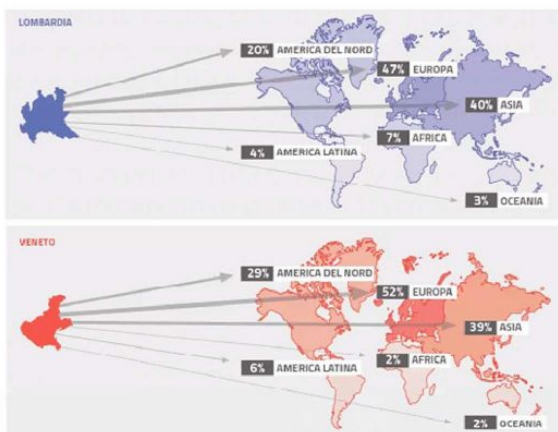 LOMBARDIA
20% AMERICA DEL NORD
47% EUROPA
40% ASIA
7% AFRICA
4% AMERICA LATINA
3% OCEANIA
VENETO
29% AMERICA DEL NORD
52% EUROPA
39% ASIA
2% AFRICA
6% AMERICA LATINA
2% OCEANIA